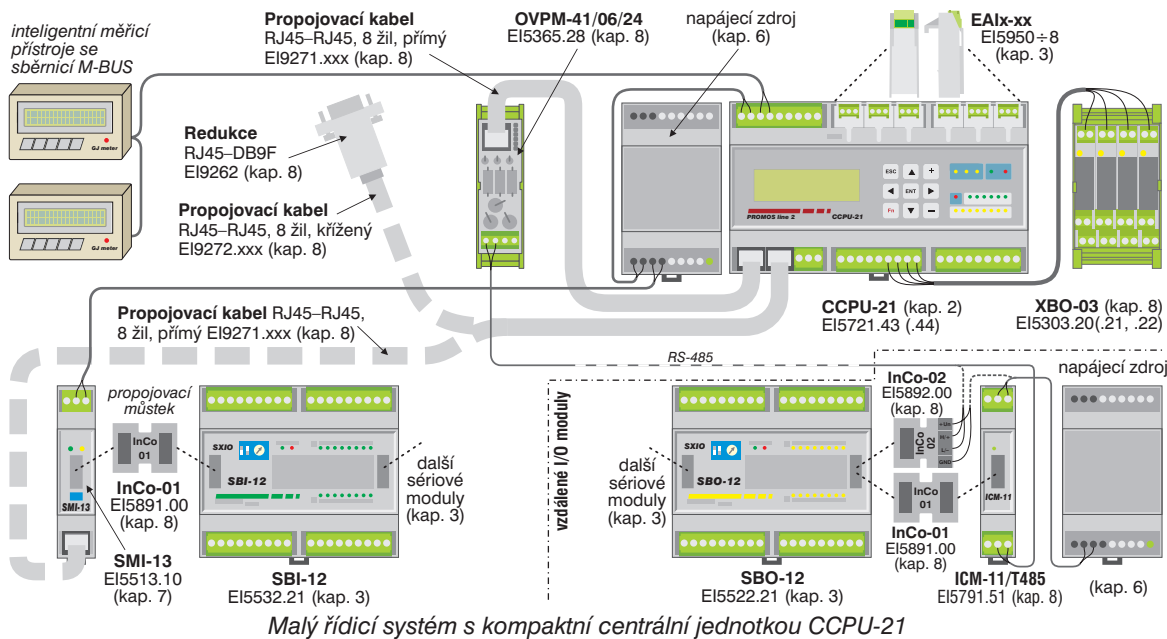 inteligentní měřicí
přístroje se
sběrnicí M-BUS
GJ meter
GJ meter
Propojovací kabel
RJ45–RJ45, 8 žil, přímý
EI9271.xxx (kap. 8)
OVPM-41/06/24
EI5365.28 (kap. 8)
napájecí zdroj
(kap. 6)
EAIx-xx
EI5950÷8
(kap. 3)
Redukce
RJ45–DB9F
EI9262 (kap. 8)
Propojovací kabel
RJ45–RJ45, 8 žil, křížený
EI9272.xxx (kap. 8)
ESC
+
ENT
Fn
–
PROMOS line 2
CCPU-21
CCPU-21 (kap. 2)
EI5721.43 (.44)
XBO-03 (kap. 8)
EI5303.20(.21, .22)
Propojovací kabel RJ45–RJ45,
8 žil, přímý EI9271.xxx (kap. 8)
RS-485
propojovací
můstek
InCo
01
SMI-13
InCo-01
EI5891.00
(kap. 8)
SMI-13
EI5513.10
(kap. 7)
SXIO
SBI-12
SBI-12
EI5532.21 (kap. 3)
další
sériové
moduly
(kap. 3)
vzdálené I/O moduly
další
sériové
moduly
(kap. 3)
SXIO
SBO-12
SBO-12
EI5522.21 (kap. 3)
InCo-02
EI5892.00
(kap. 8)
InCo
02
+Un
M/+
L/–
GND
InCo
01
InCo-01
EI5891.00
(kap. 8)
ICM-11
ICM-11/T485
EI5791.51 (kap. 8)
napájecí zdroj
(kap. 6)
Malý řídicí systém s kompaktní centrální jednotkou CCPU-21